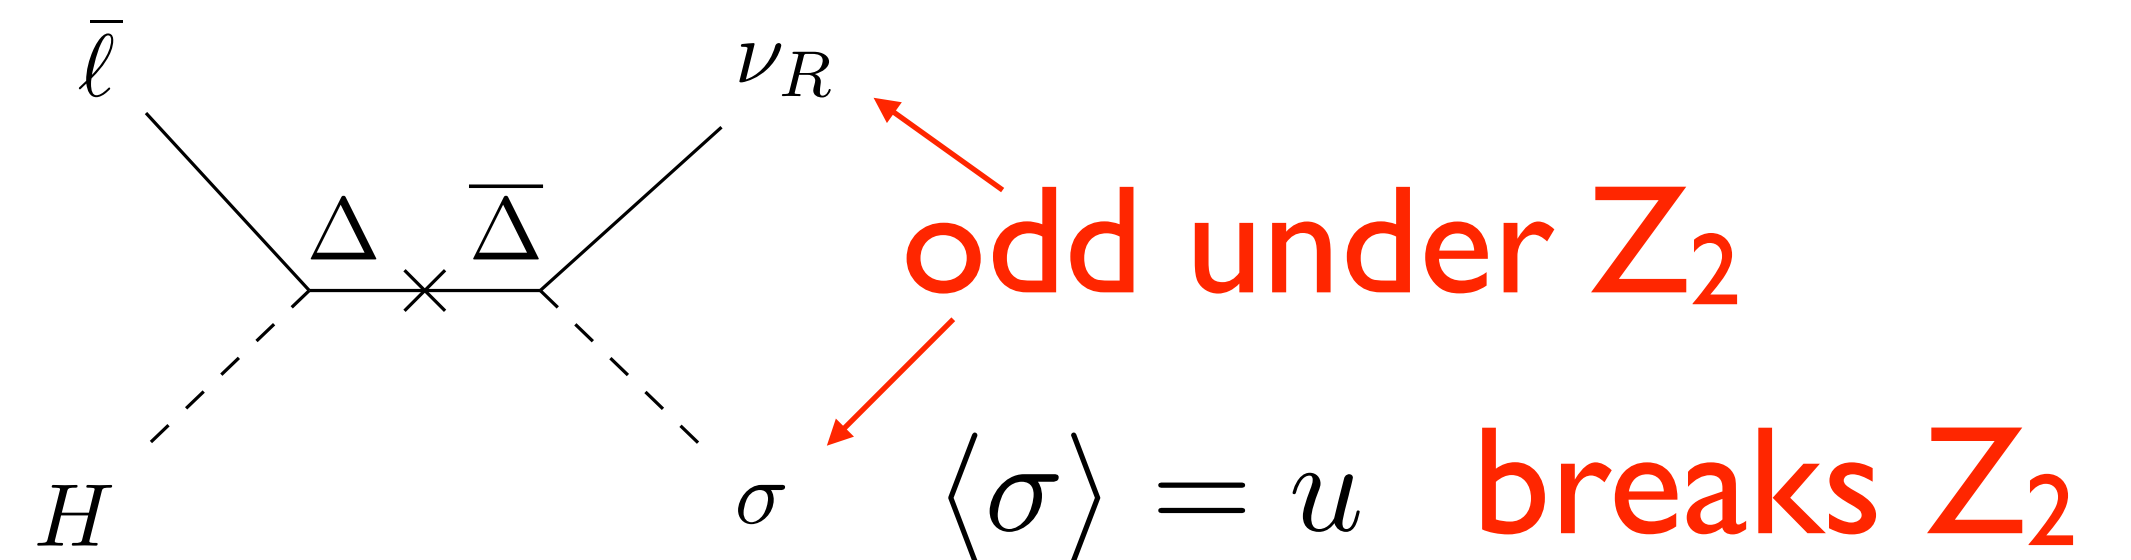 ℓ̄ ν_R
Δ Δ̄
odd under Z₂
H σ ⟨σ⟩ = u breaks Z₂